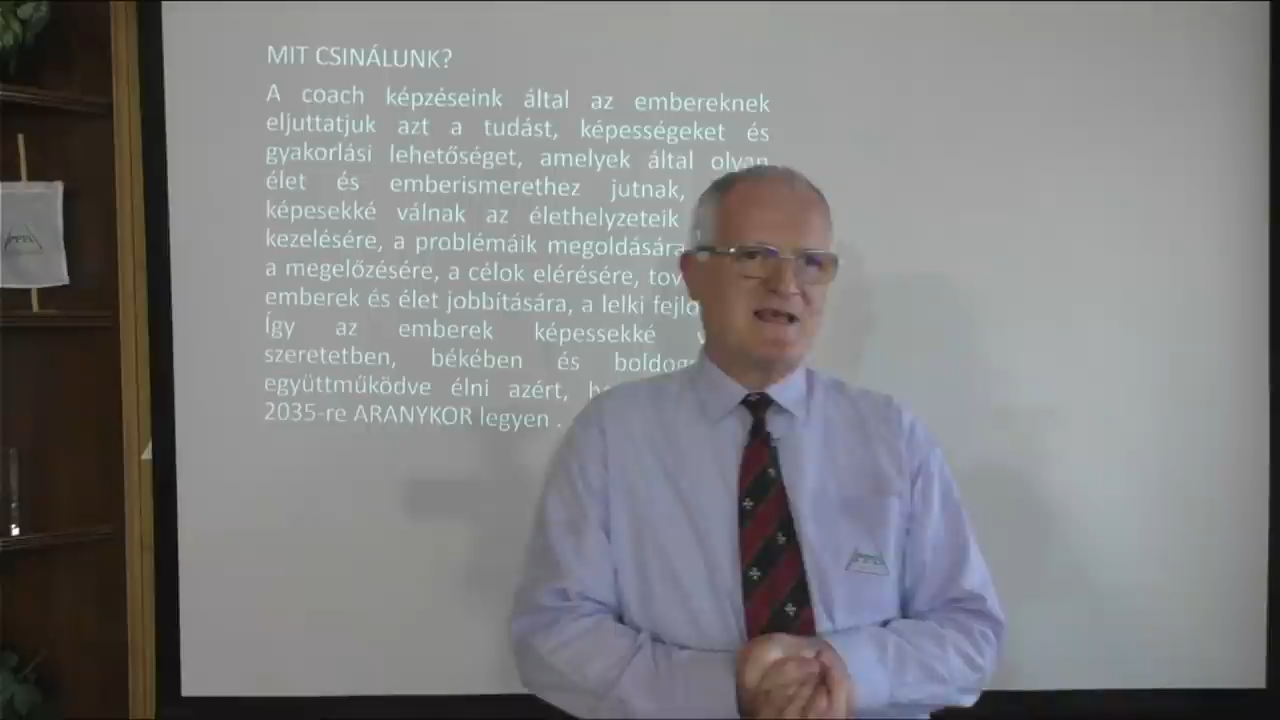 MIT CSINÁLUNK?
A coach képzéseink által az embereknek
eljuttatjuk azt a tudást, képességeket és
gyakorlási lehetőséget, amelyek által olyan
élet és emberismerethez jutnak,
képesekké válnak az élethelyzeteik
kezelésére, a problémáik megoldására
a megelőzésére, a célok elérésére,
emberek és élet jobbítására, a lelki
Így az emberek képessekké
szeretetben, békében és
együttműködve élni azért,
2035-re ARANYKOR legyen .